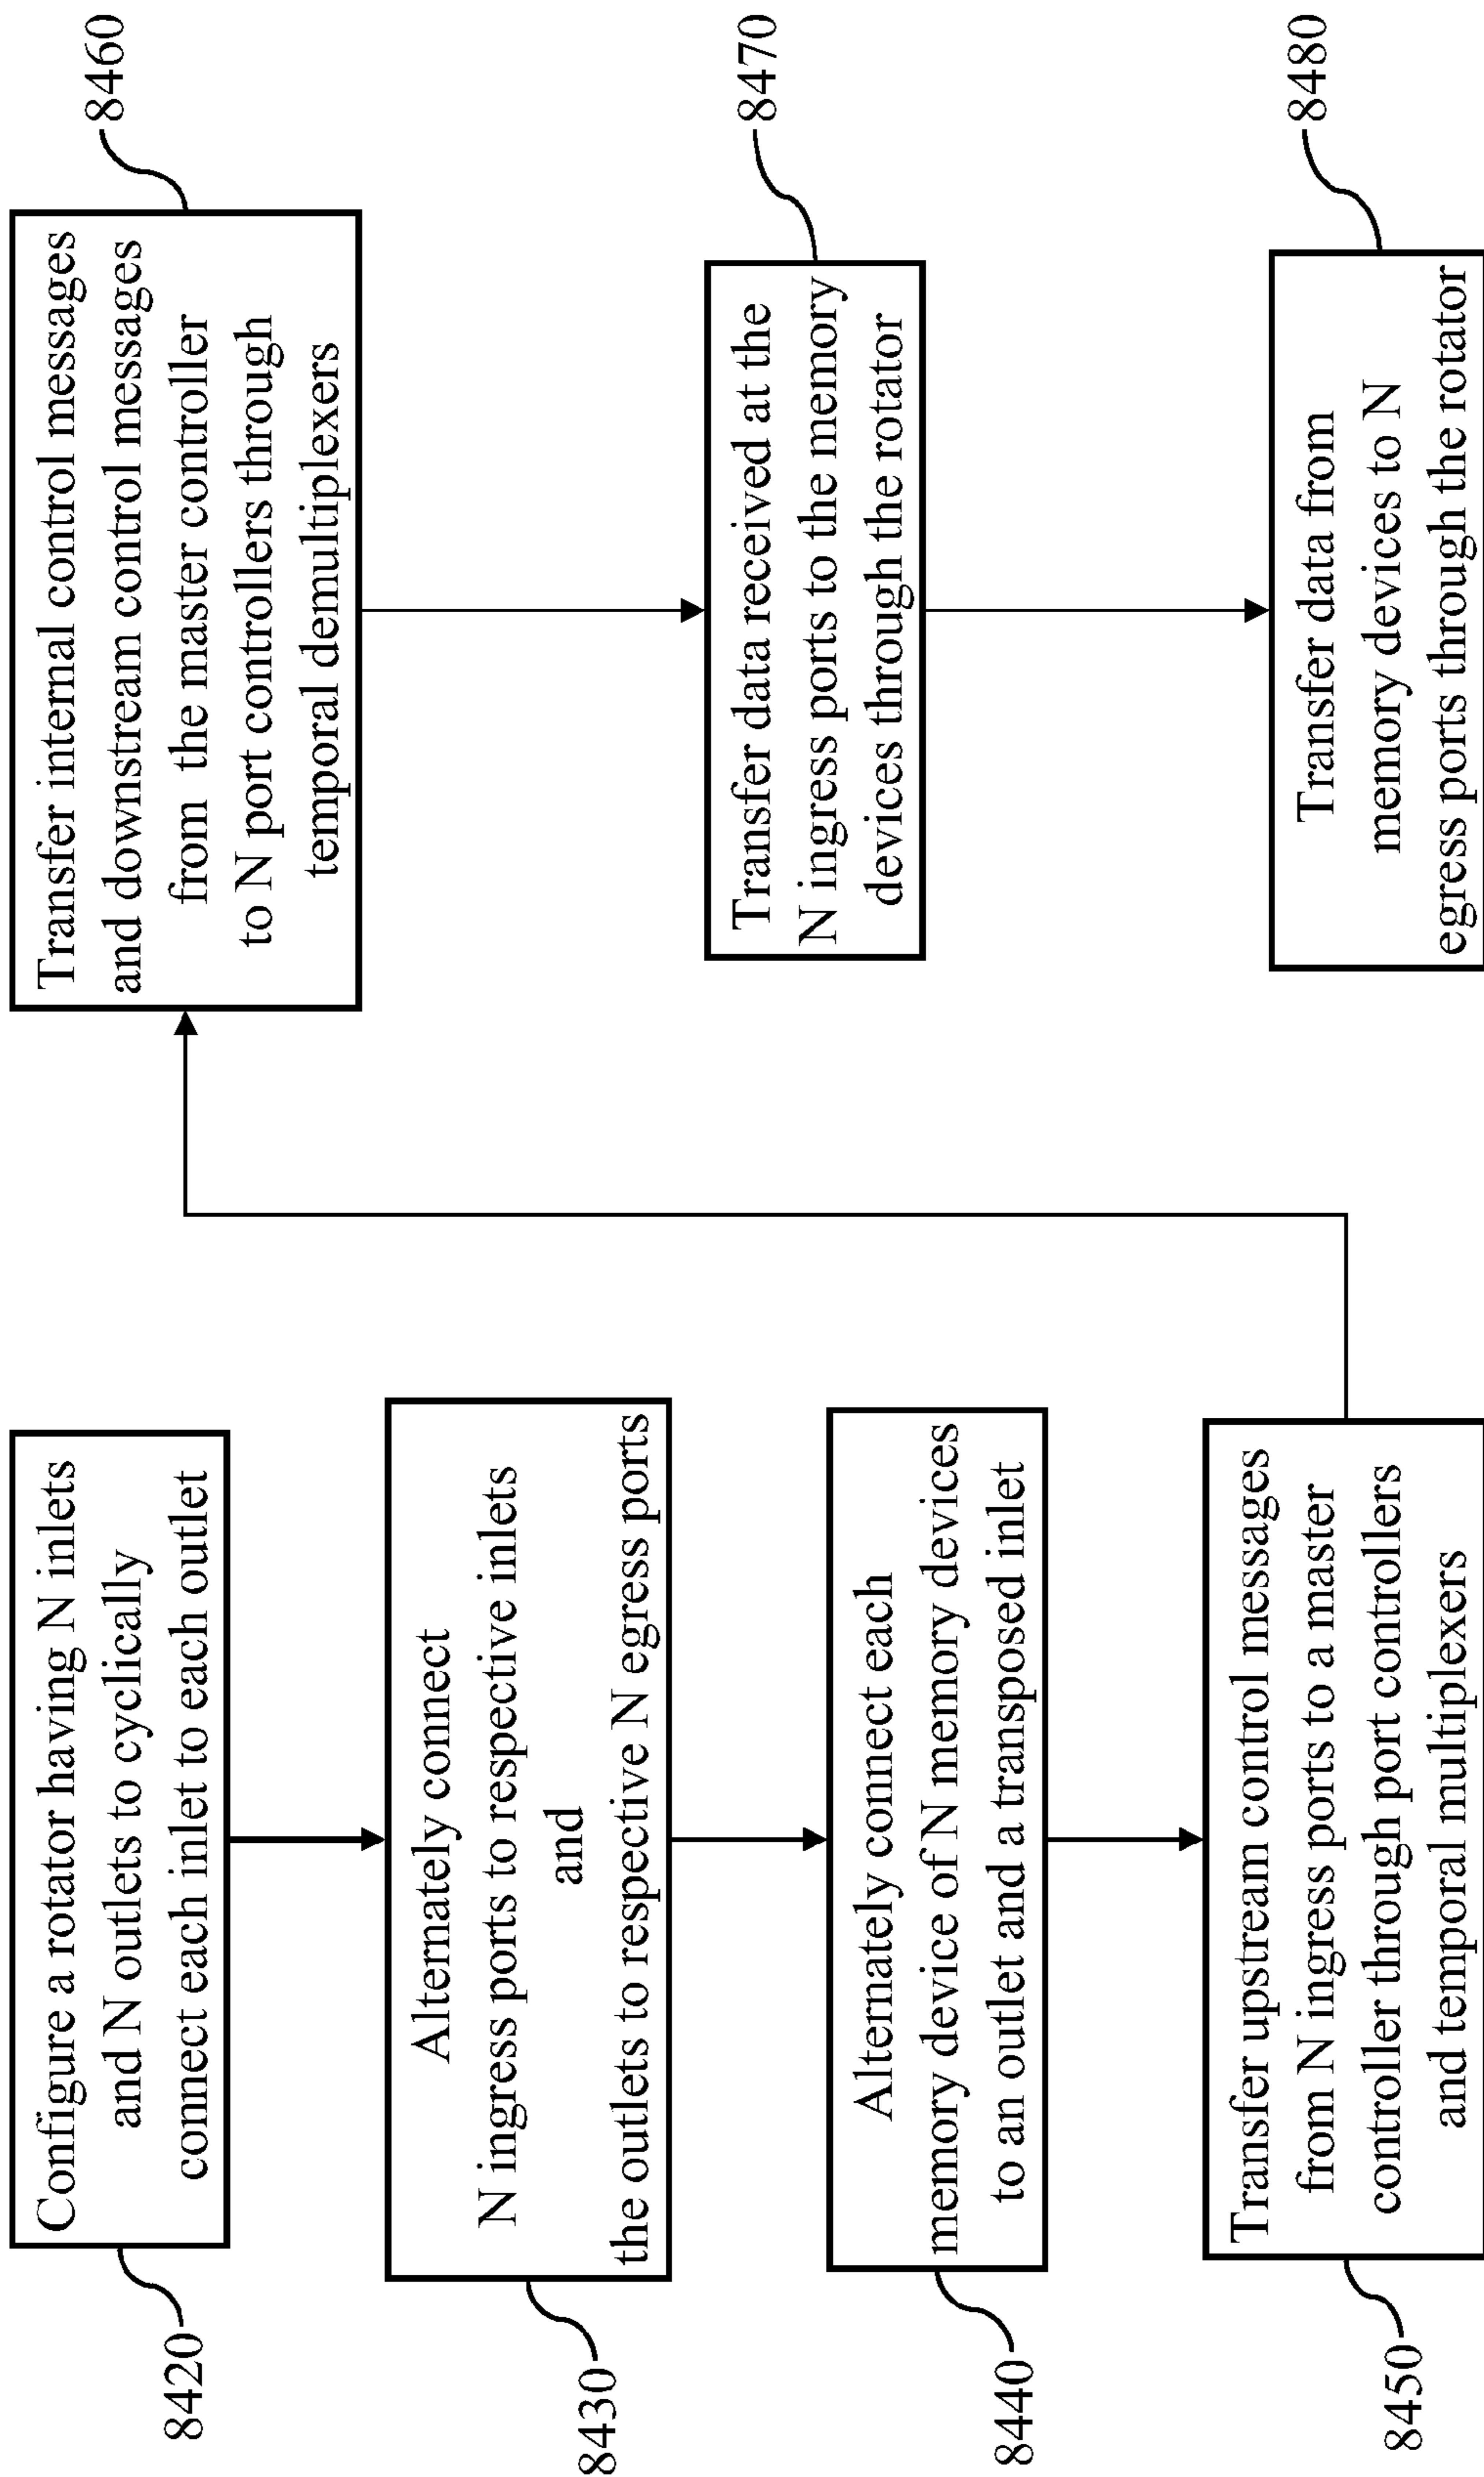 8420
Configure a rotator having N inlets
and N outlets to cyclically
connect each inlet to each outlet
8430
Alternately connect
N ingress ports to respective inlets
and
the outlets to respective N egress ports
8440
Alternately connect each
memory device of N memory devices
to an outlet and a transposed inlet
8450
Transfer upstream control messages
from N ingress ports to a master
controller through port controllers
and temporal multiplexers
8460
Transfer internal control messages
and downstream control messages
from the master controller
to N port controllers through
temporal demultiplexers
8470
Transfer data received at the
N ingress ports to the memory
devices through the rotator
8480
Transfer data from
memory devices to N
egress ports through the rotator